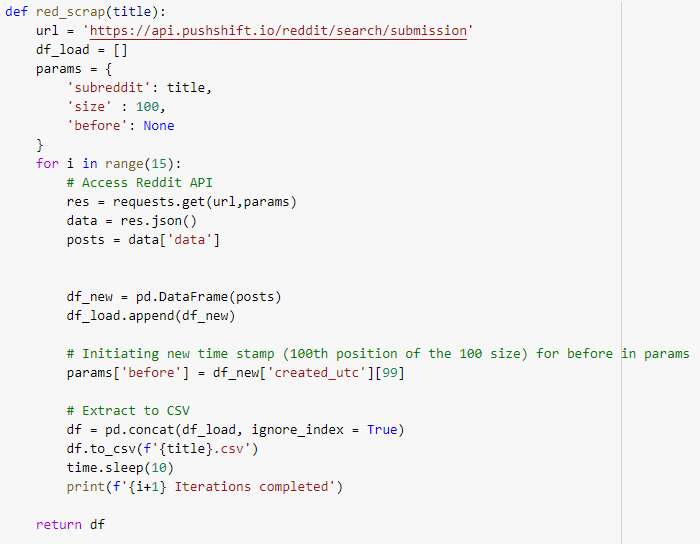 def red_scrap(title):
    url = 'https://api.pushshift.io/reddit/search/submission'
    df_load = []
    params = {
        'subreddit': title,
        'size' : 100,
        'before': None
    }
    for i in range(15):
        # Access Reddit API
        res = requests.get(url,params)
        data = res.json()
        posts = data['data']
        df_new = pd.DataFrame(posts)
        df_load.append(df_new)
        # Initiating new time stamp (100th position of the 100 size) for before in params
        params['before'] = df_new['created_utc'][99]
        # Extract to CSV
        df = pd.concat(df_load, ignore_index = True)
        df.to_csv(f'{title}.csv')
        time.sleep(10)
        print(f'{i+1} Iterations completed')
    return df